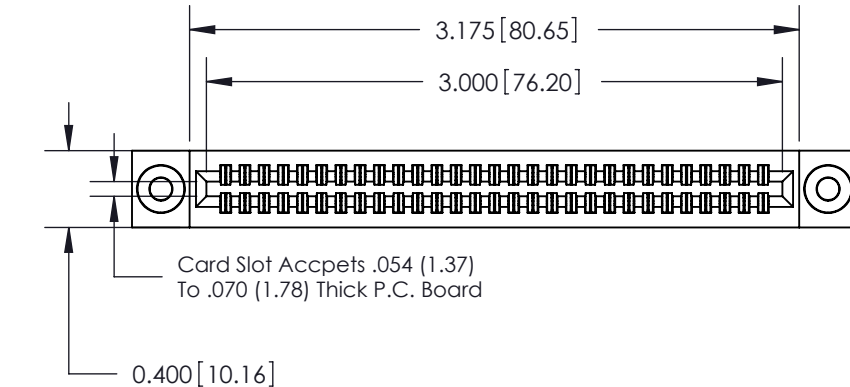 3.175[80.65]
3.000[76.20]
Card Slot Accpets .054 (1.37)
To .070 (1.78) Thick P.C. Board
0.400[10.16]